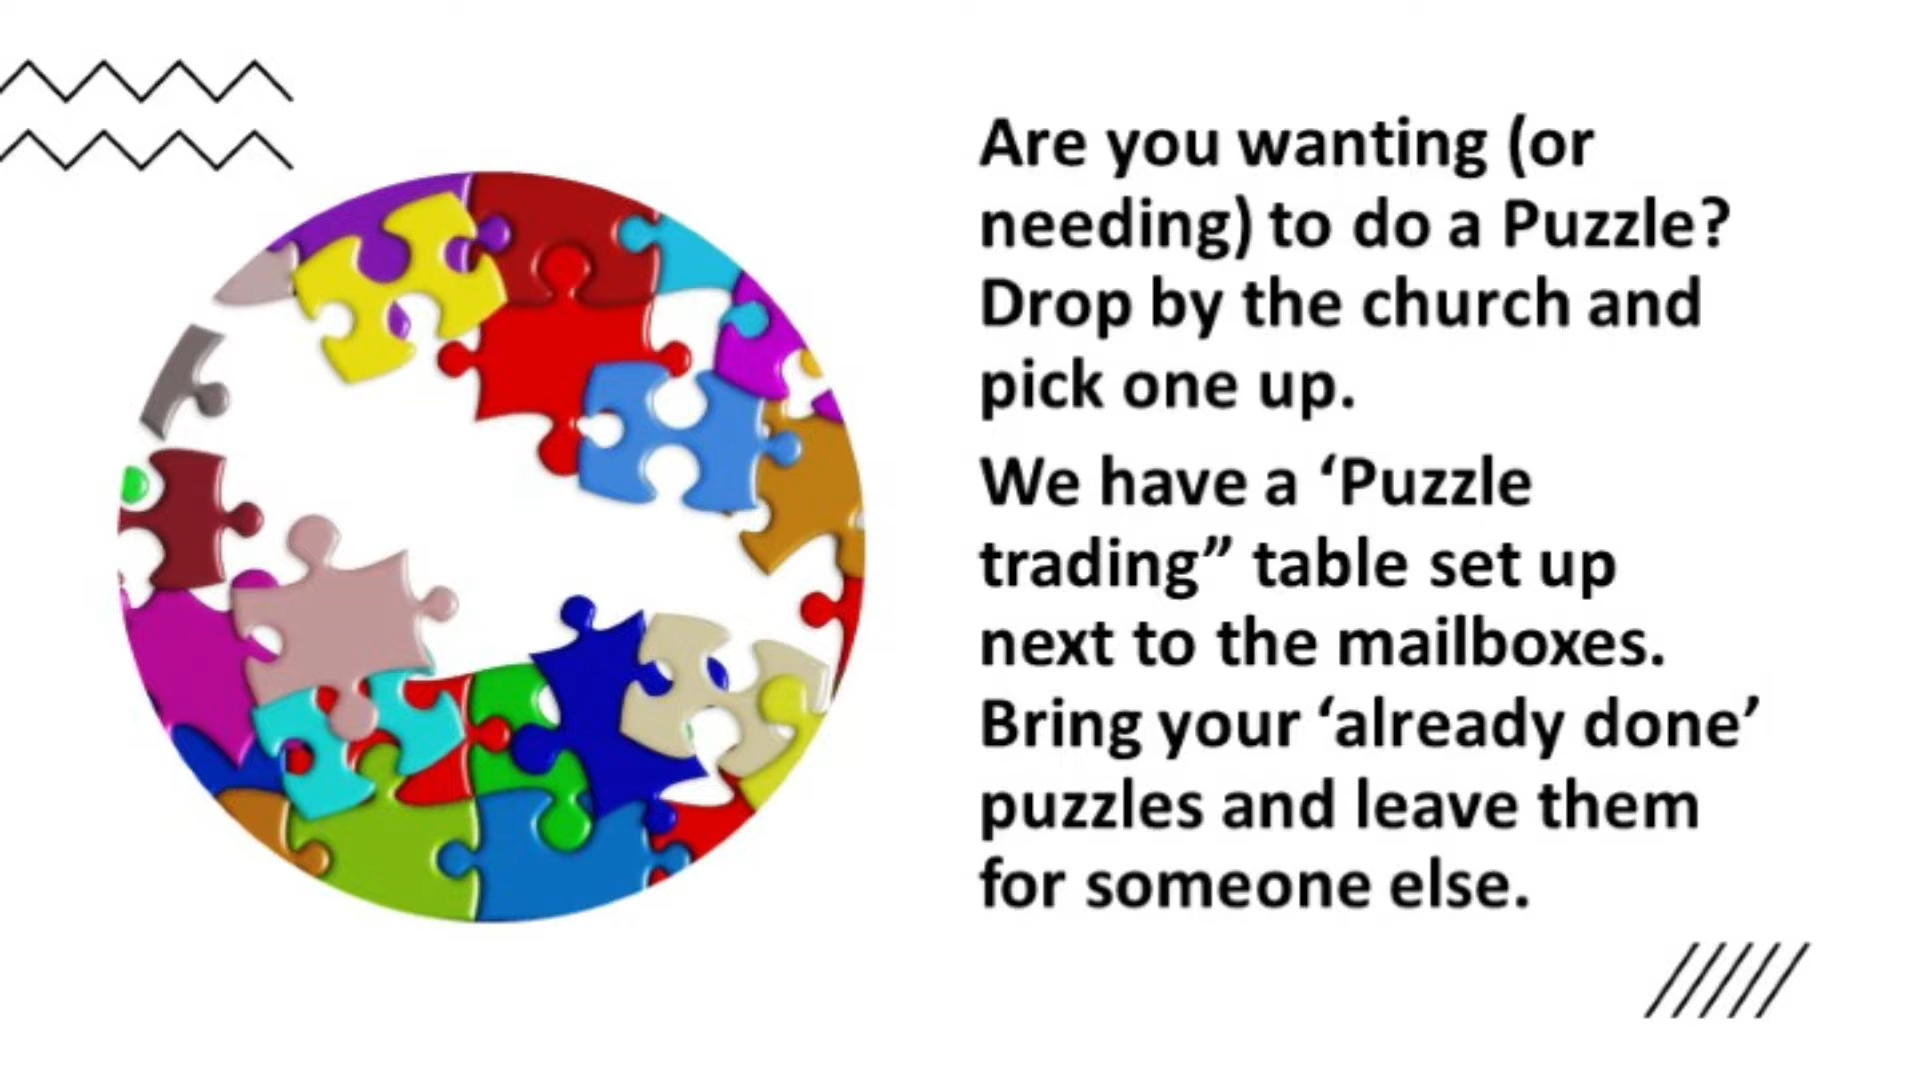 Are you wanting (or
needing) to do a Puzzle?
Drop by the church and
pick one up.
We have a ‘Puzzle
trading” table set up
next to the mailboxes.
Bring your ‘already done’
puzzles and leave them
for someone else.